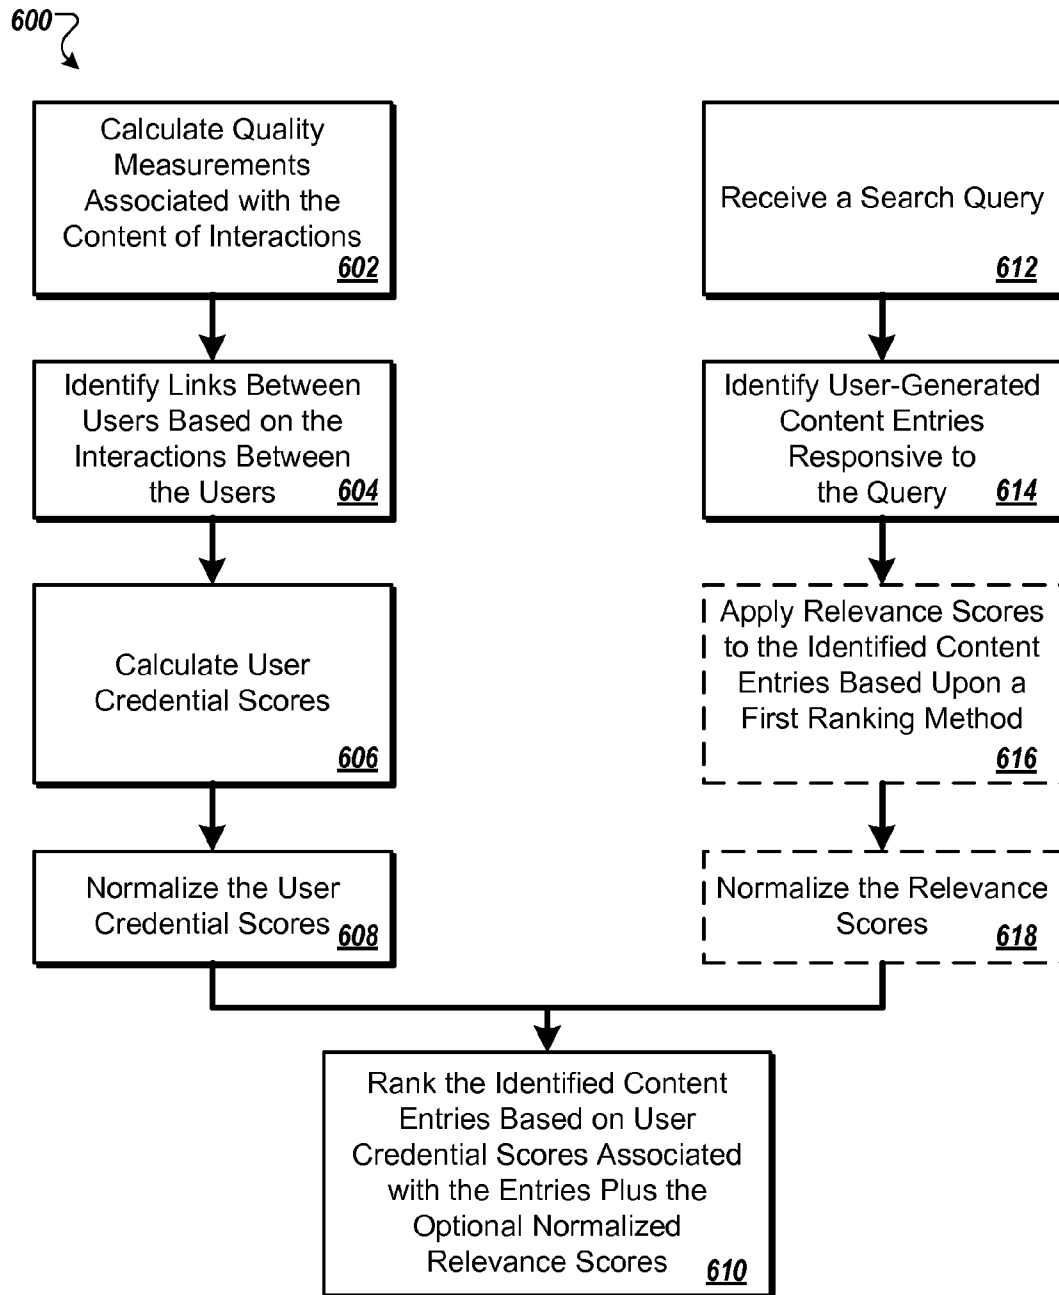 600
Calculate Quality
Measurements
Associated with the
Content of Interactions
602
Identify Links Between
Users Based on the
Interactions Between
the Users
604
Calculate User
Credential Scores
606
Normalize the User
Credential Scores
608
Receive a Search Query
612
Identify User-Generated
Content Entries
Responsive to
the Query
614
Apply Relevance Scores
to the Identified Content
Entries Based Upon a
First Ranking Method
616
Normalize the Relevance
Scores
618
Rank the Identified Content
Entries Based on User
Credential Scores Associated
with the Entries Plus the
Optional Normalized
Relevance Scores
610